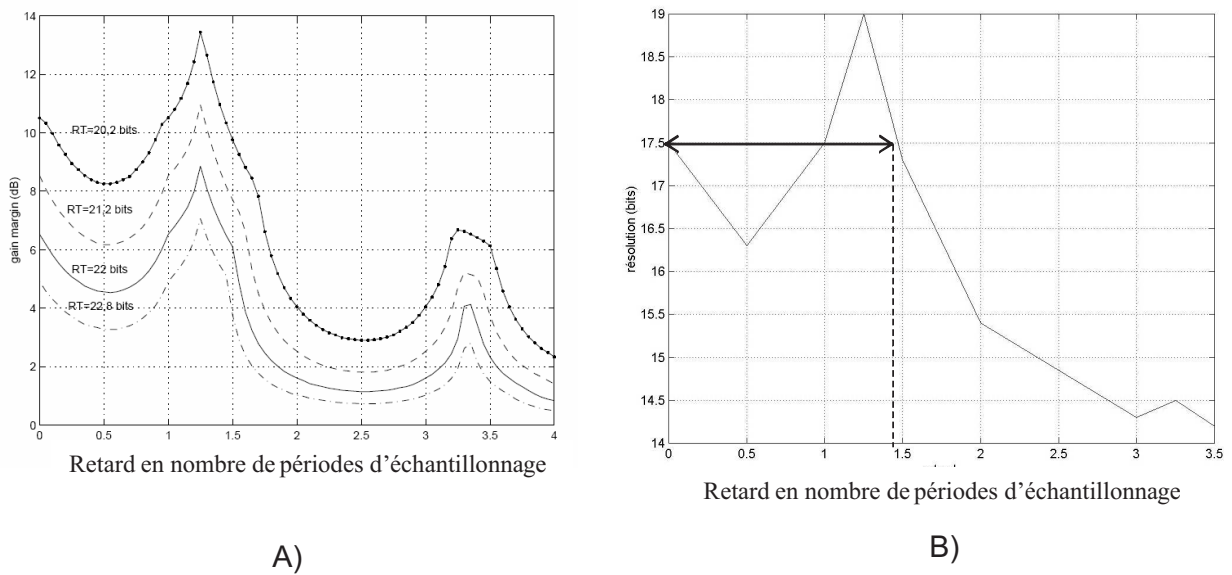 14
12
10
8
6
4
2
0
gain margin (dB)
RT=20,2 bits
RT=21,2 bits
RT=22 bits
RT=22,8 bits
0 0.5 1 1.5 2 2.5 3 3.5 4
Retard en nombre de périodes d'échantillonnage
A)
19
18.5
18
17.5
17
16.5
16
15.5
15
14.5
14
résolution (bits)
0 0.5 1 1.5 2 2.5 3 3.5
Retard en nombre de périodes d'échantillonnage
B)